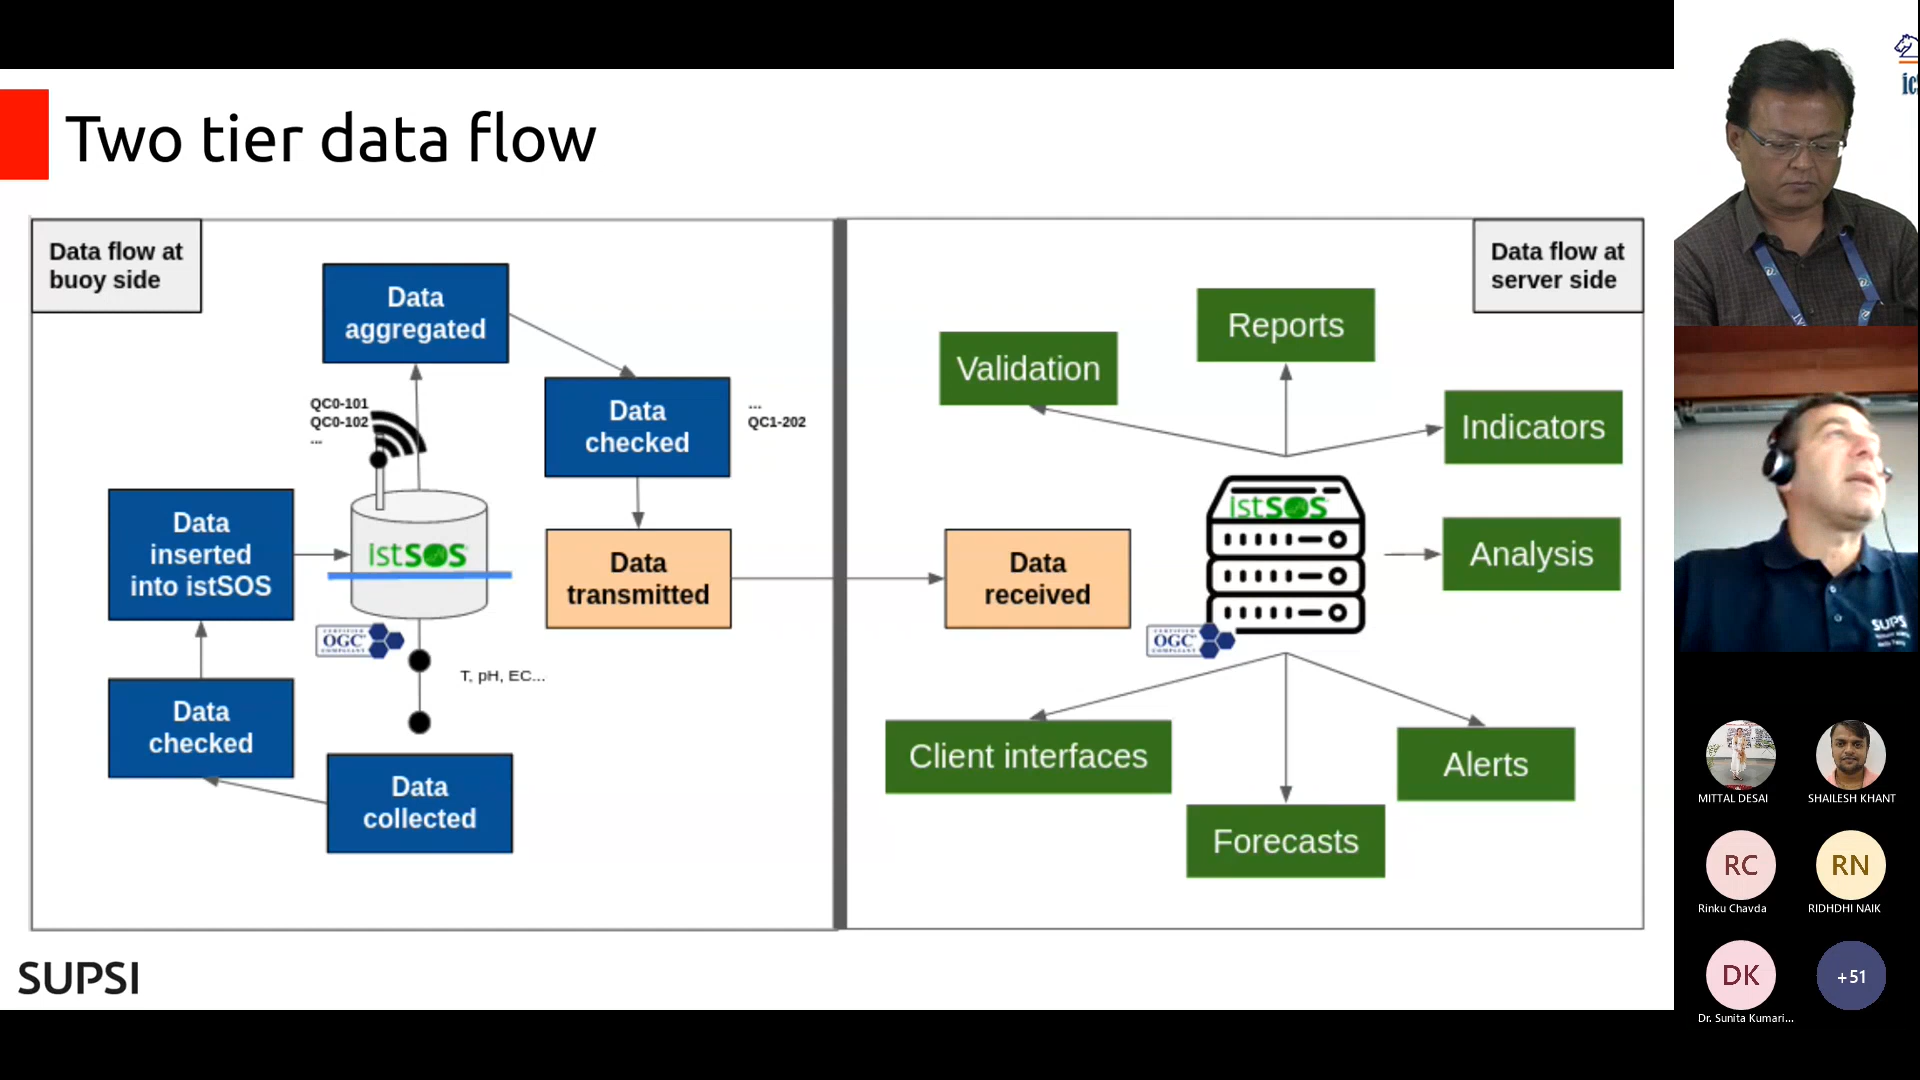 Two tier data flow
Data flow at
buoy side
Data
aggregated
QC0-101
QC0-102
...
Data
checked
...
QC1-202
Data
inserted
into istSOS
istSOS
OGC
Data
transmitted
T, pH, EC...
Data
checked
Data
collected
Data flow at
server side
Reports
Validation
Indicators
istSOS
Data
received
Analysis
OGC
Client interfaces
Alerts
Forecasts
SUPSI
SUPSI
MITTAL DESAI
SHAILESH KHANT
RC
RN
Rinku Chavda
RIDHDHI NAIK
DK
+51
Dr. Sunita Kumari...